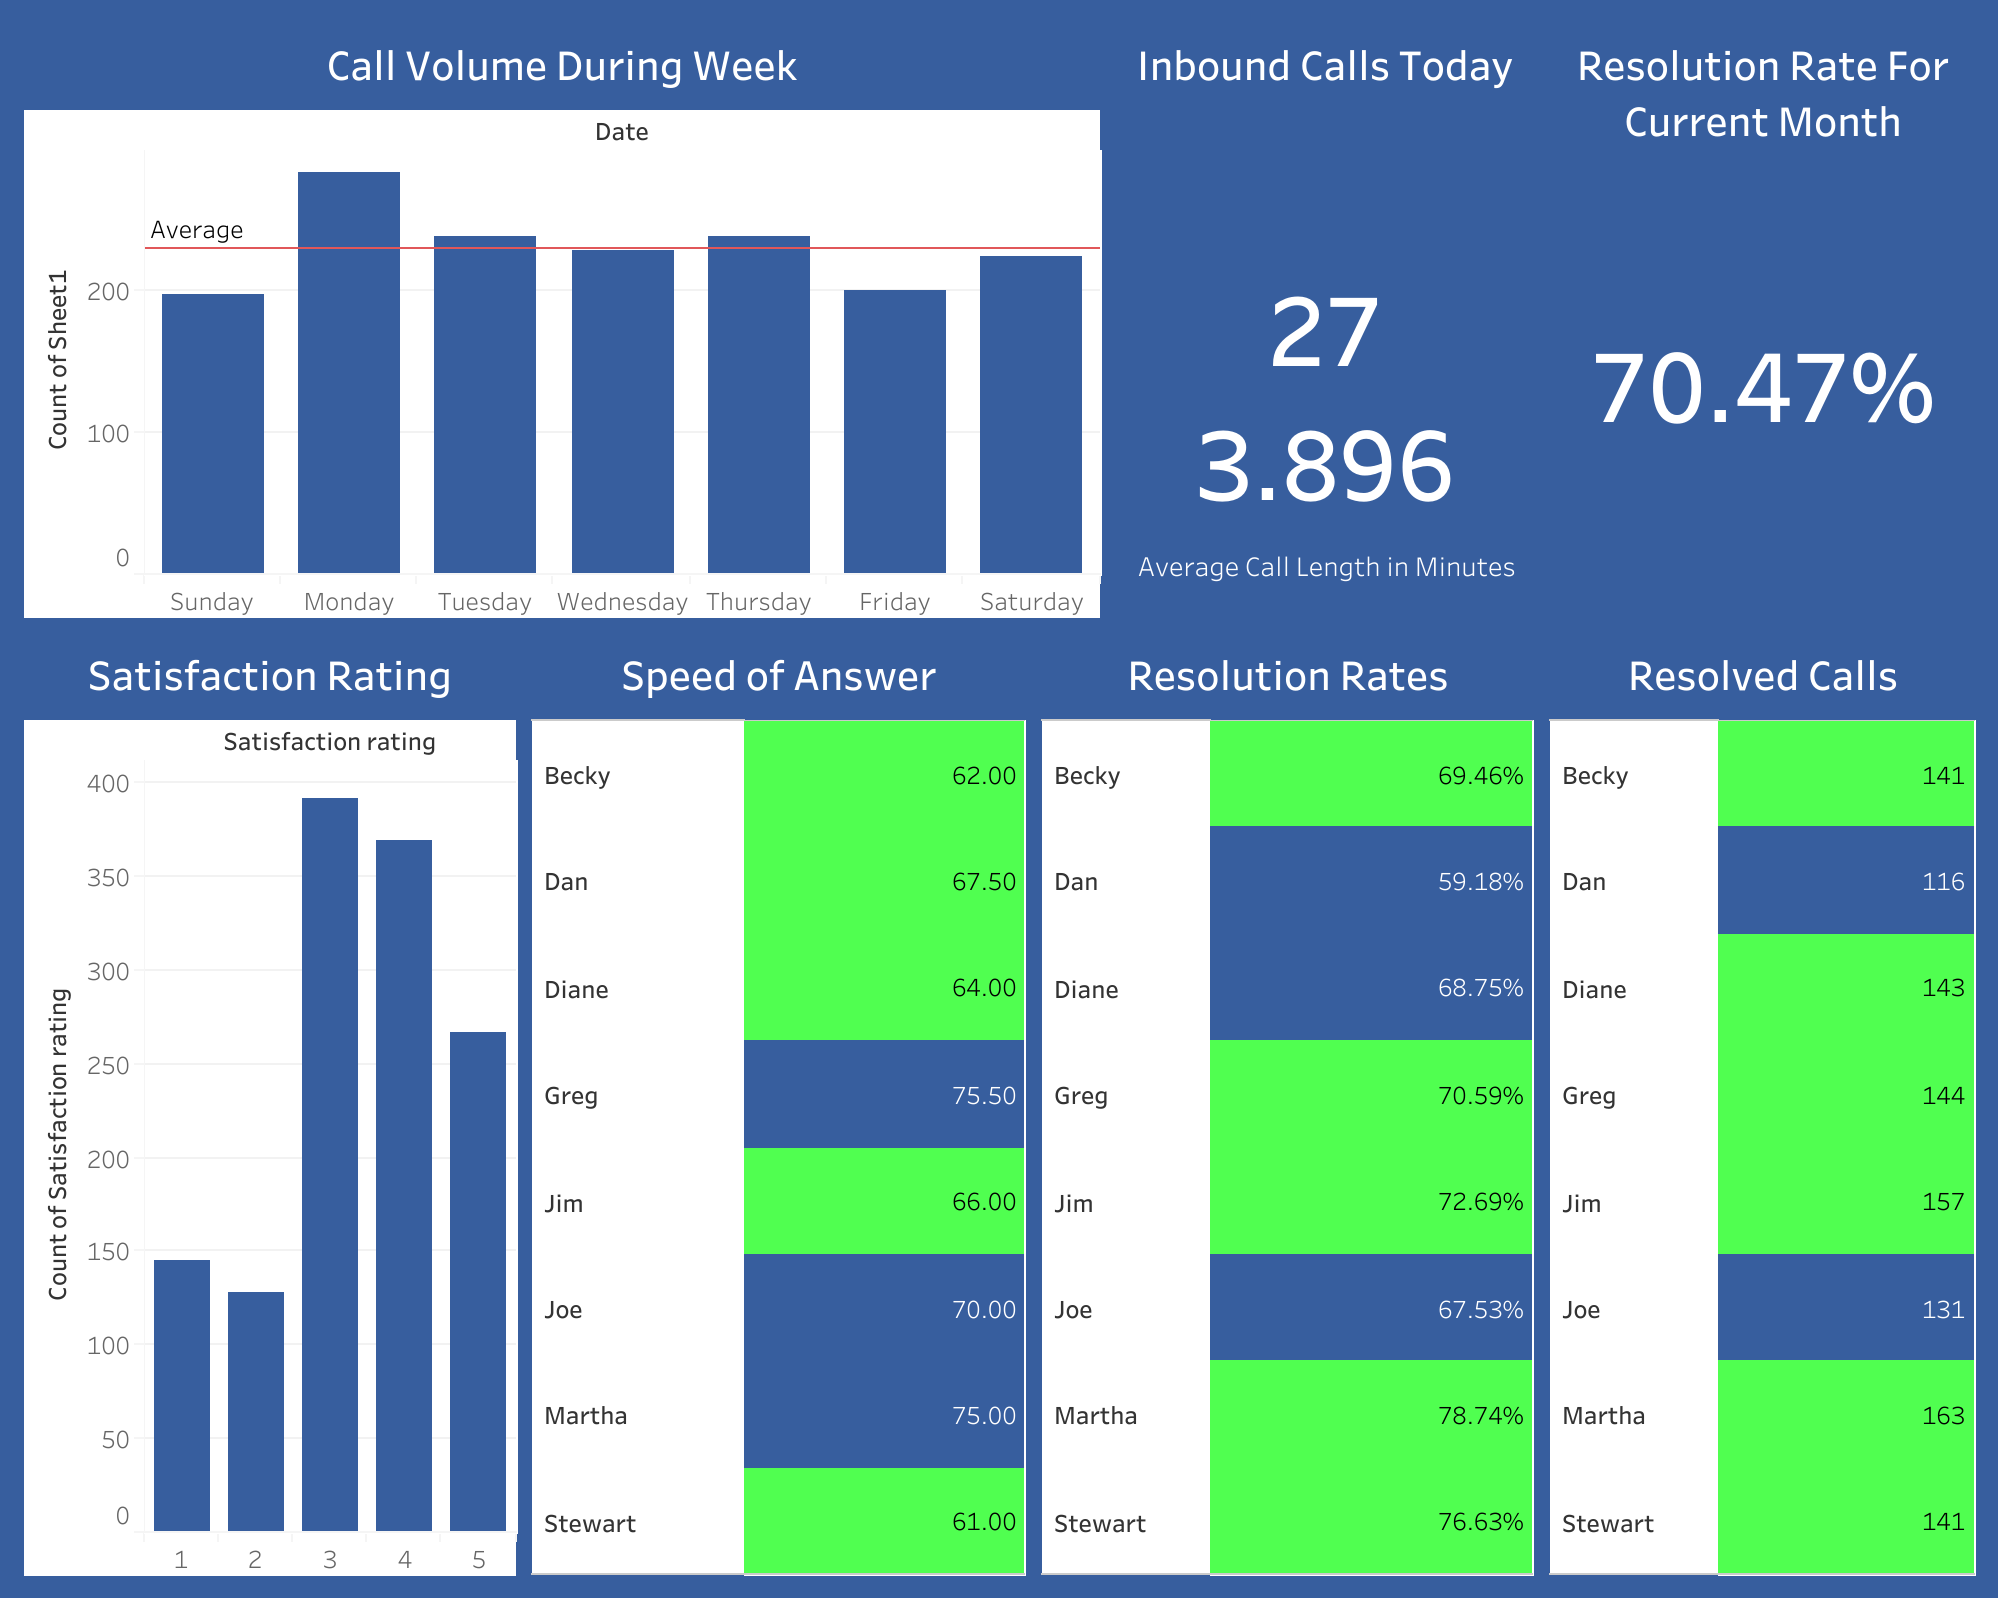 Call Volume During Week
Date
Average
Count of Sheet1
200
100
0
Sunday Monday Tuesday Wednesday Thursday Friday Saturday
Inbound Calls Today
27
3.896
Average Call Length in Minutes
Resolution Rate For
Current Month
70.47%
Satisfaction Rating
Satisfaction rating
Count of Satisfaction rating
400
350
300
250
200
150
100
50
0
1 2 3 4 5
Speed of Answer
Becky 62.00
Dan 67.50
Diane 64.00
Greg 75.50
Jim 66.00
Joe 70.00
Martha 75.00
Stewart 61.00
Resolution Rates
Becky 69.46%
Dan 59.18%
Diane 68.75%
Greg 70.59%
Jim 72.69%
Joe 67.53%
Martha 78.74%
Stewart 76.63%
Resolved Calls
Becky 141
Dan 116
Diane 143
Greg 144
Jim 157
Joe 131
Martha 163
Stewart 141